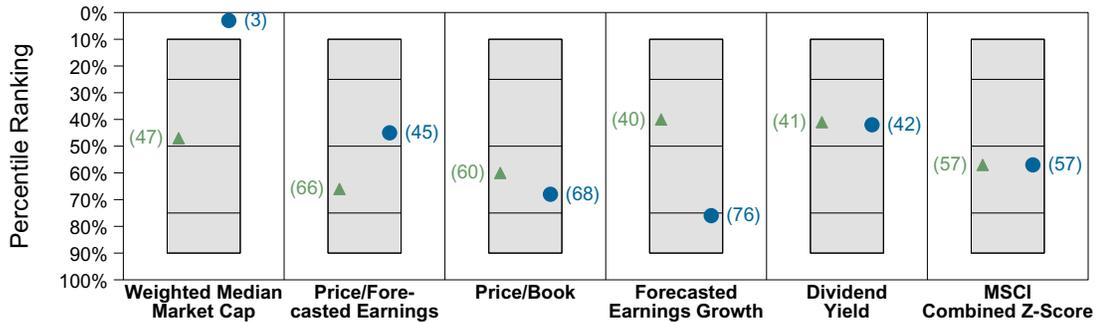 Percentile Ranking
0%
10%
20%
30%
40%
50%
60%
70%
80%
90%
100%
(47)
(3)
(66)
(45)
(60)
(68)
(40)
(76)
(41)
(42)
(57)
(57)
Weighted Median
Market Cap
Price/Fore-
casted Earnings
Price/Book
Forecasted
Earnings Growth
Dividend
Yield
MSCI
Combined Z-Score